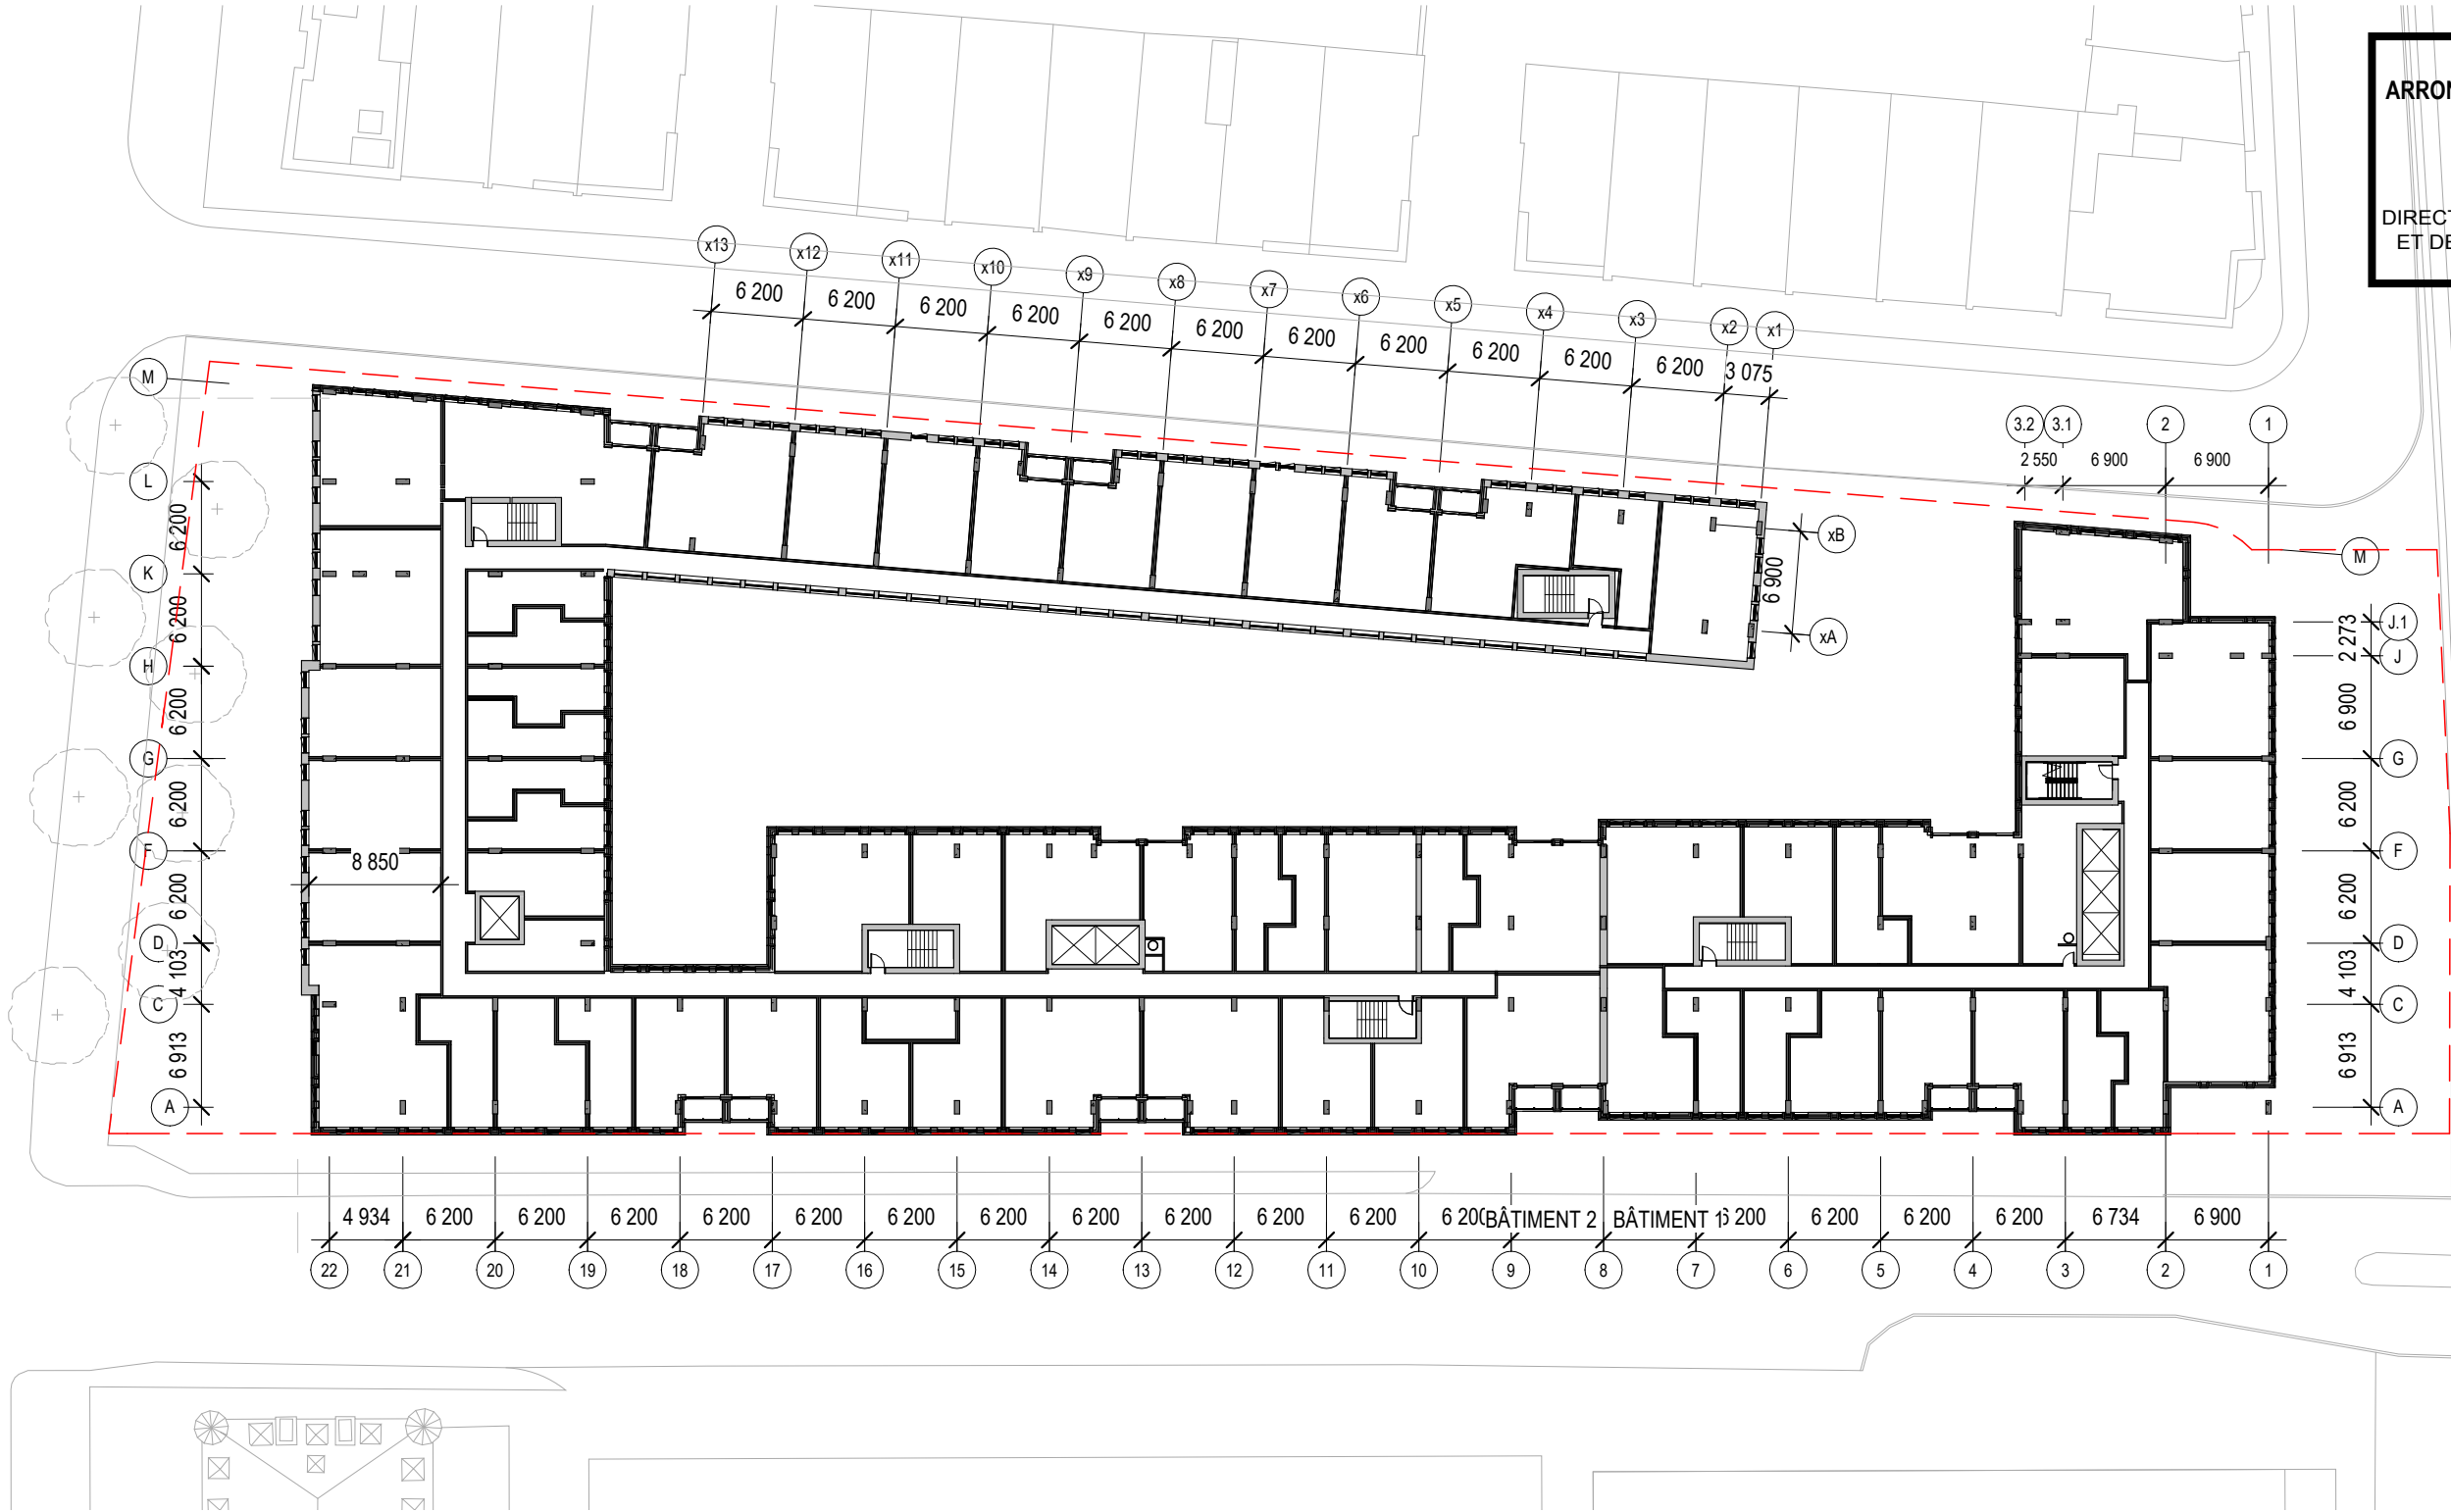 ARRON
DIRECT
ET DE
x13
x12
x11
x10
x9
x8
x7
x6
x5
x4
x3
x2
x1
6 200
6 200
6 200
6 200
6 200
6 200
6 200
6 200
6 200
6 200
6 200
3 075
xB
xA
6 900
3.2
3.1
2
1
2 550
6 900
6 900
M
L
K
H
G
F
D
C
A
6 200
6 200
6 200
6 200
6 200
4 103
6 913
8 850
M
J.1
J
G
F
D
C
A
2 273
6 900
6 200
6 200
4 103
6 913
4 934
6 200
6 200
6 200
6 200
6 200
6 200
6 200
6 200
6 200
6 200
6 200
6 200
BÂTIMENT 2
BÂTIMENT 1
6 200
6 200
6 200
6 200
6 734
6 900
22
21
20
19
18
17
16
15
14
13
12
11
10
9
8
7
6
5
4
3
2
1